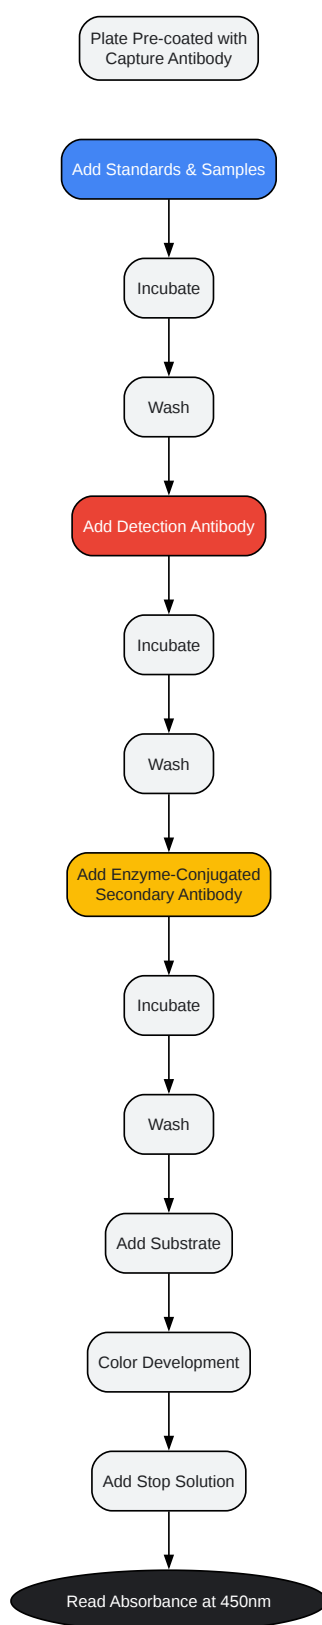 Plate Pre-coated with
Capture Antibody
Add Standards & Samples
Incubate
Wash
Add Detection Antibody
Incubate
Wash
Add Enzyme-Conjugated
Secondary Antibody
Incubate
Wash
Add Substrate
Color Development
Add Stop Solution
Read Absorbance at 450nm